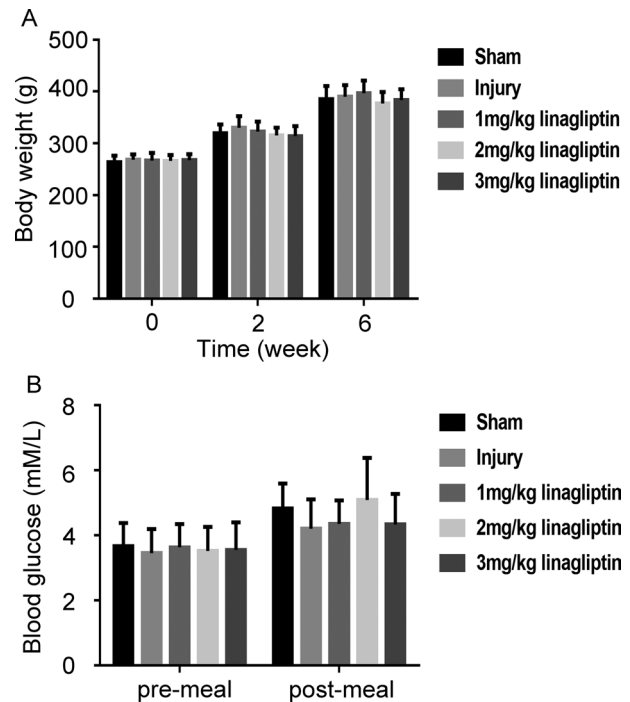 A
Body weight (g)
500
400
300
200
100
0
0 2 6
Time (week)
Sham
Injury
1mg/kg linagliptin
2mg/kg linagliptin
3mg/kg linagliptin
B
Blood glucose (mM/L)
8
6
4
2
0
pre-meal post-meal
Sham
Injury
1mg/kg linagliptin
2mg/kg linagliptin
3mg/kg linagliptin